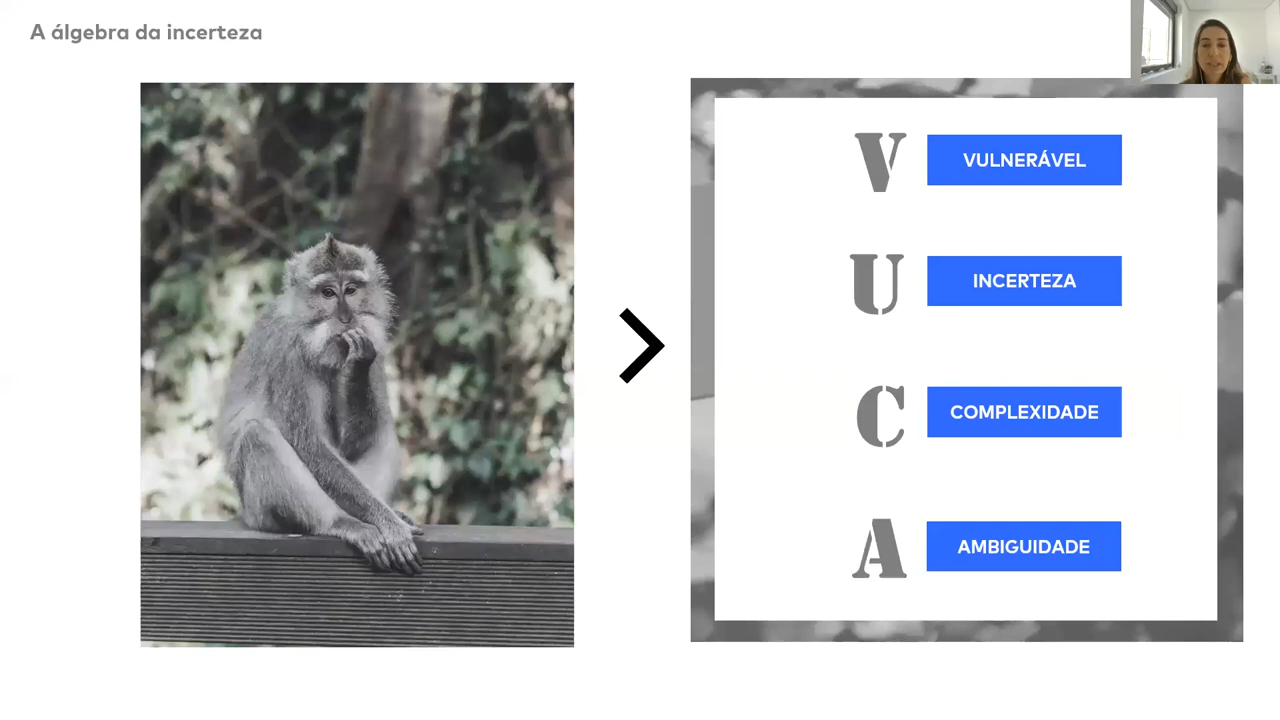 A álgebra da incerteza
V VULNERÁVEL
U INCERTEZA
C COMPLEXIDADE
A AMBIGUIDADE